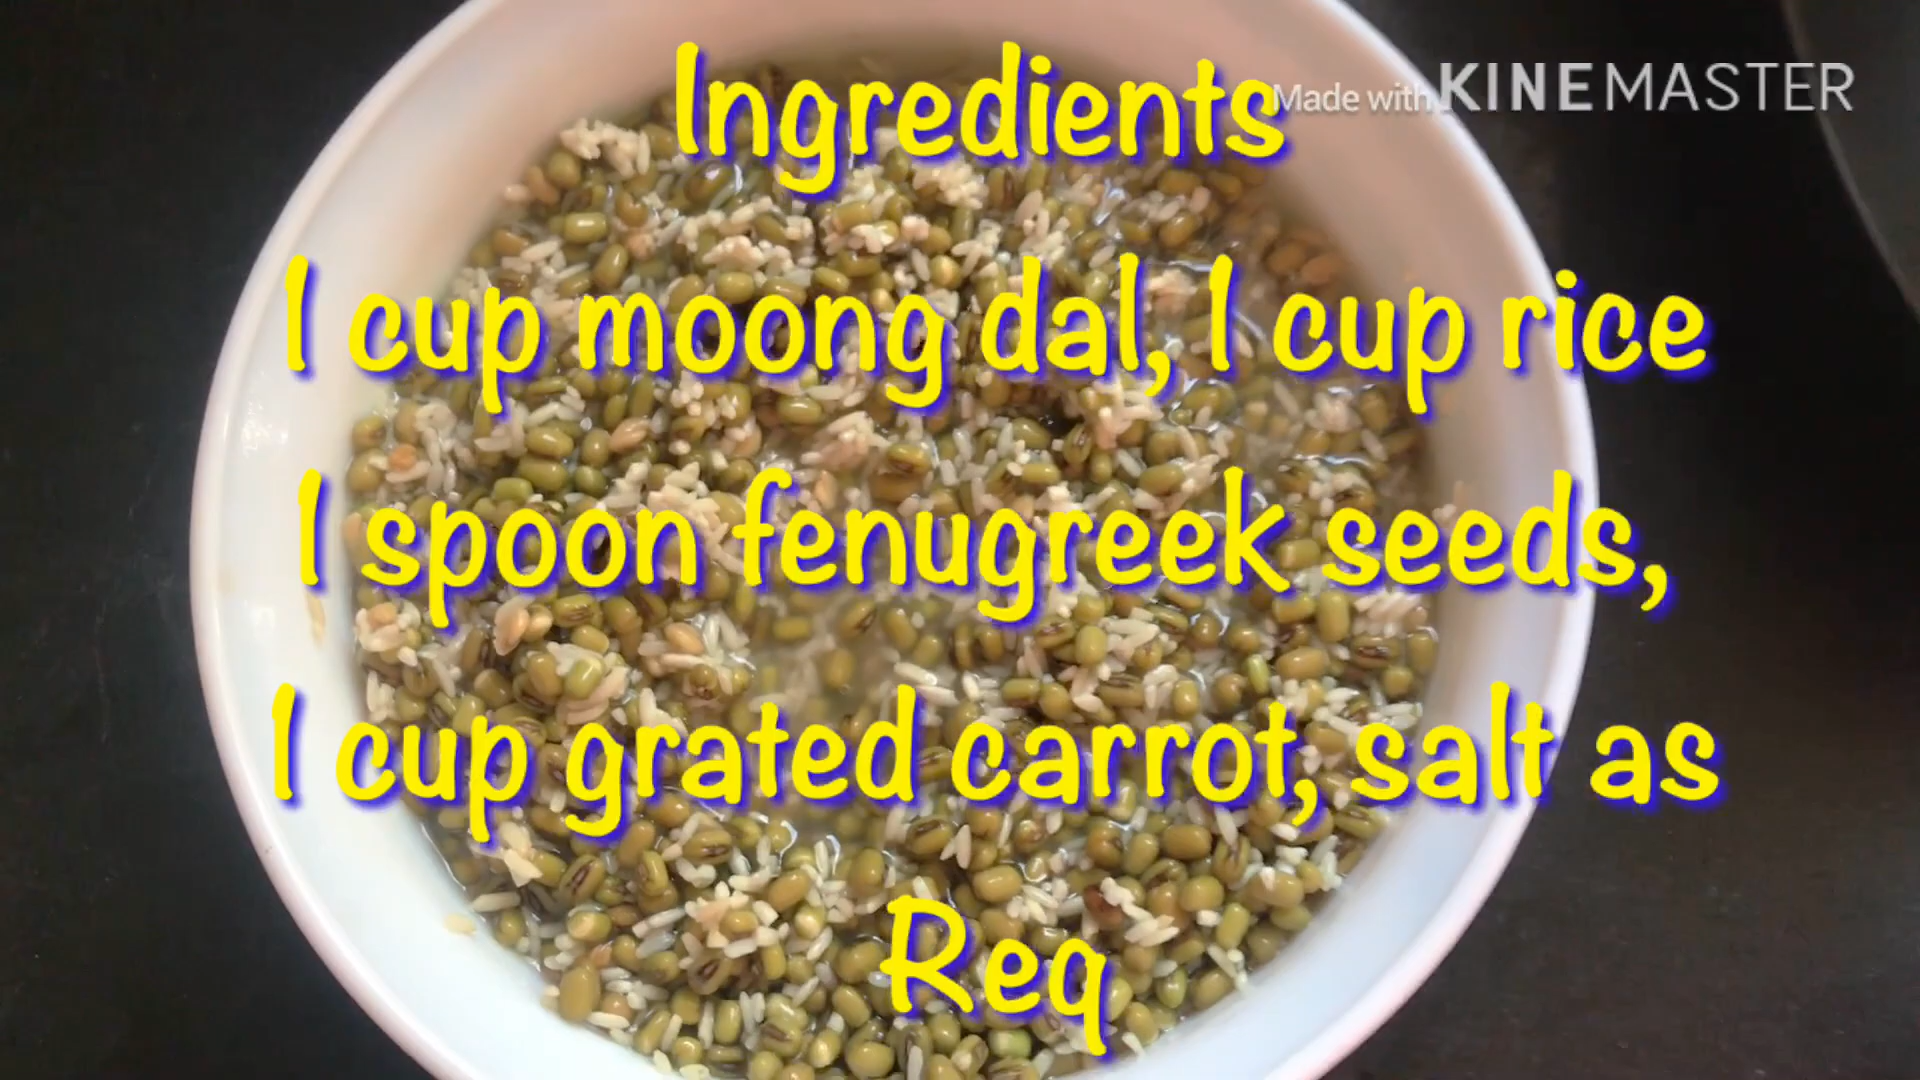 Ingredients
Made with KINEMASTER
1 cup moong dal, 1 cup rice
1 spoon fenugreek seeds,
1 cup grated carrot, salt as
Req